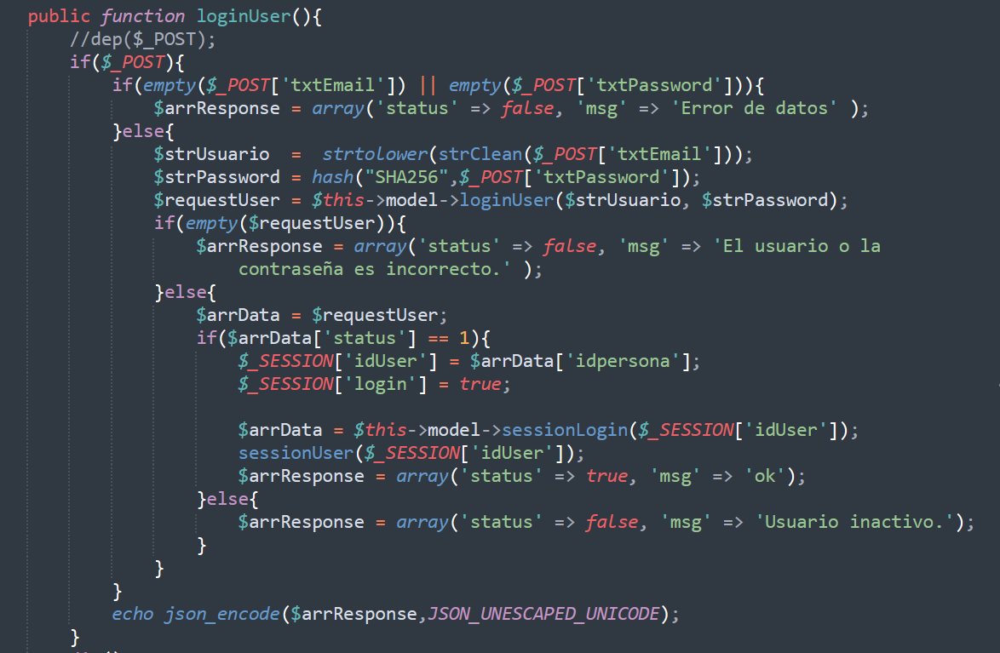 public function loginUser(){
//dep($_POST);
if($_POST){
if(empty($_POST['txtEmail']) || empty($_POST['txtPassword'])){
$arrResponse = array('status' => false, 'msg' => 'Error de datos' );
}else{
$strUsuario  =  strtolower(strClean($_POST['txtEmail']));
$strPassword = hash("SHA256",$_POST['txtPassword']);
$requestUser = $this->model->loginUser($strUsuario, $strPassword);
if(empty($requestUser)){
$arrResponse = array('status' => false, 'msg' => 'El usuario o la
contraseña es incorrecto.' );
}else{
$arrData = $requestUser;
if($arrData['status'] == 1){
$_SESSION['idUser'] = $arrData['idpersona'];
$_SESSION['login'] = true;
$arrData = $this->model->sessionLogin($_SESSION['idUser']);
sessionUser($_SESSION['idUser']);
$arrResponse = array('status' => true, 'msg' => 'ok');
}else{
$arrResponse = array('status' => false, 'msg' => 'Usuario inactivo.');
}
}
}
echo json_encode($arrResponse,JSON_UNESCAPED_UNICODE);
}